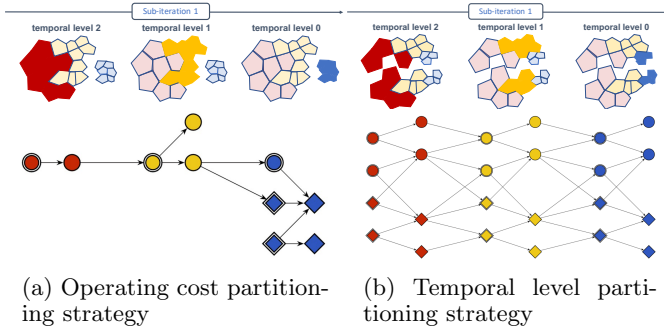 Sub-iteration 1
temporal level 2 temporal level 1 temporal level 0
Sub-iteration 1
temporal level 2 temporal level 1 temporal level 0
(a) Operating cost partition-
ing strategy
(b) Temporal level parti-
tioning strategy